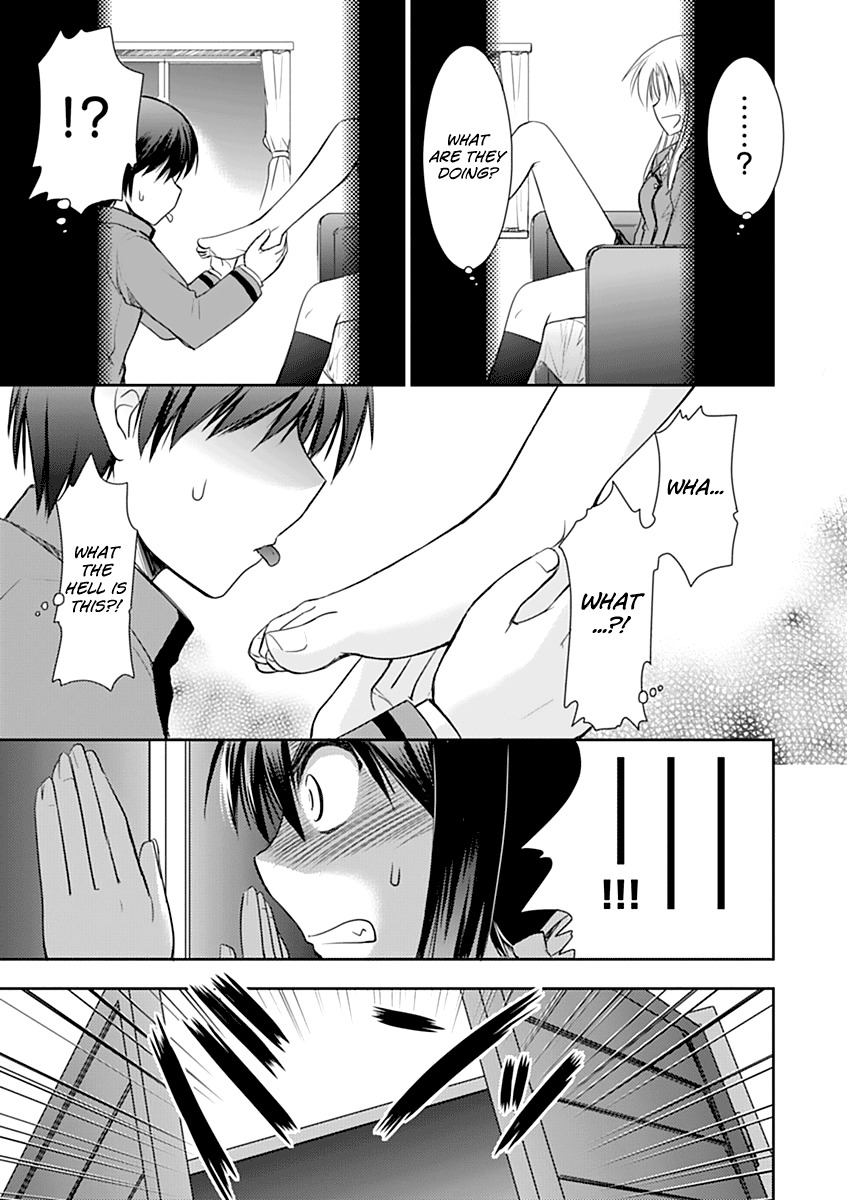 ……?
WHAT
ARE THEY
DOING?
!?
WHA...
WHAT
...?!
WHAT
THE
HELL IS
THIS?!
———!!!